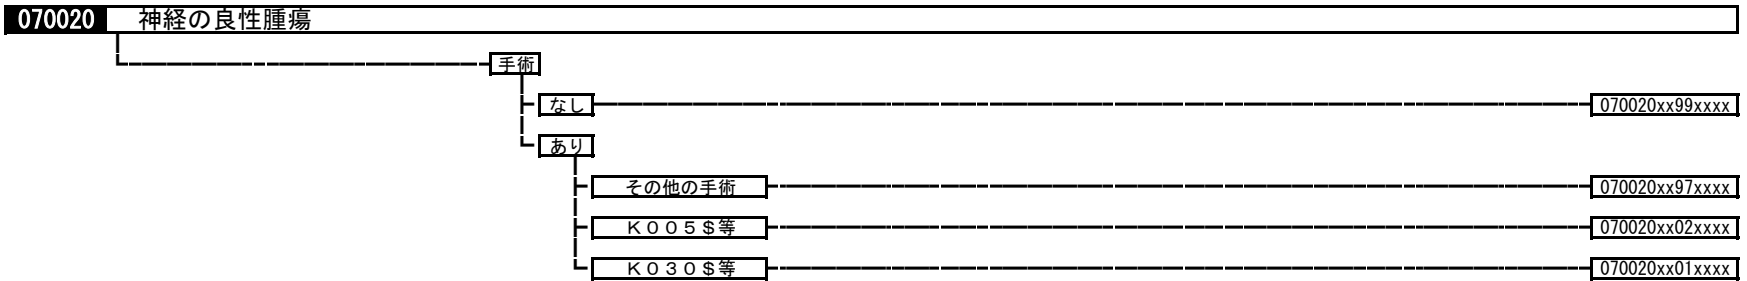 070020 神経の良性腫瘍
手術
なし 070020xx99xxxx
あり
その他の手術 070020xx97xxxx
K005$等 070020xx02xxxx
K030$等 070020xx01xxxx